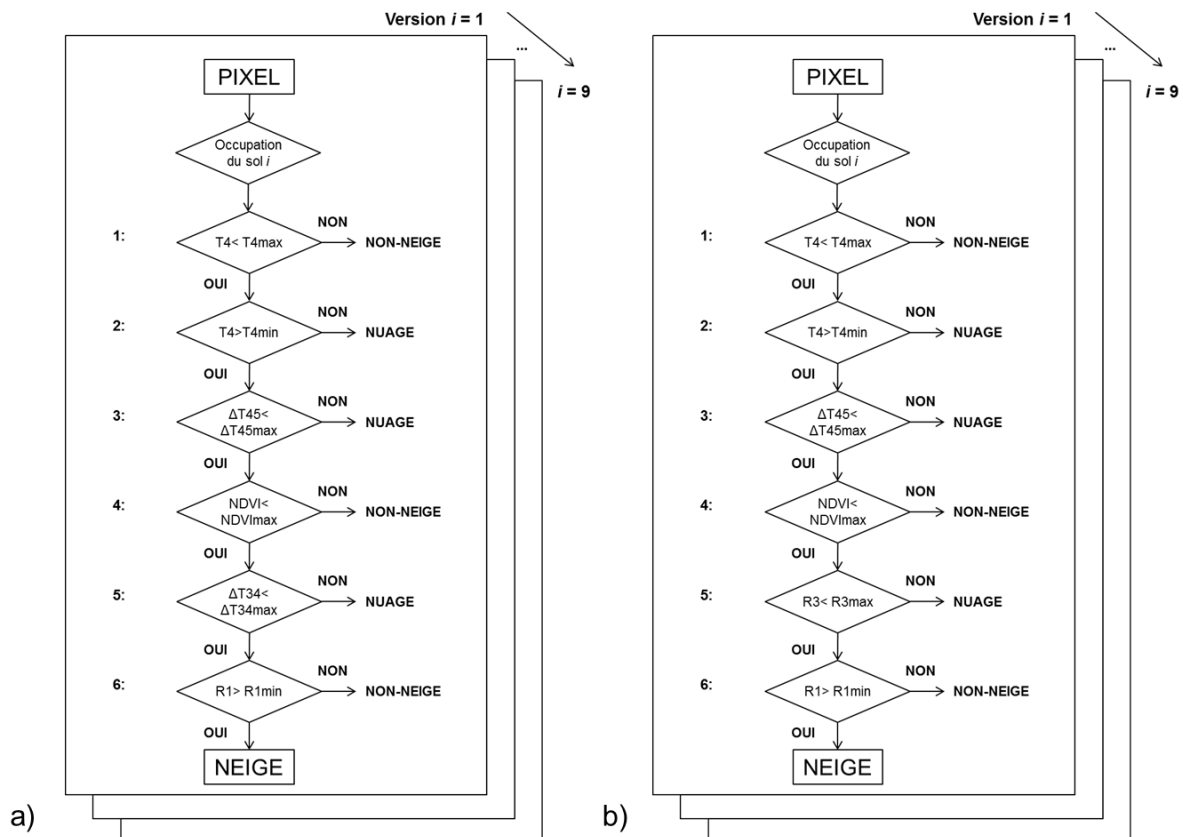 Version i = 1
...
i = 9
PIXEL
Occupation
du sol i
1:
T4< T4max
NON
NON-NEIGE
OUI
2:
T4>T4min
NON
NUAGE
OUI
3:
ΔT45<
ΔT45max
NON
NUAGE
OUI
4:
NDVI<
NDVImax
NON
NON-NEIGE
OUI
5:
ΔT34<
ΔT34max
NON
NUAGE
OUI
6:
R1> R1min
NON
NON-NEIGE
OUI
NEIGE
a)
Version i = 1
...
i = 9
PIXEL
Occupation
du sol i
1:
T4< T4max
NON
NON-NEIGE
OUI
2:
T4>T4min
NON
NUAGE
OUI
3:
ΔT45<
ΔT45max
NON
NUAGE
OUI
4:
NDVI<
NDVImax
NON
NON-NEIGE
OUI
5:
R3< R3max
NON
NUAGE
OUI
6:
R1> R1min
NON
NON-NEIGE
OUI
NEIGE
b)